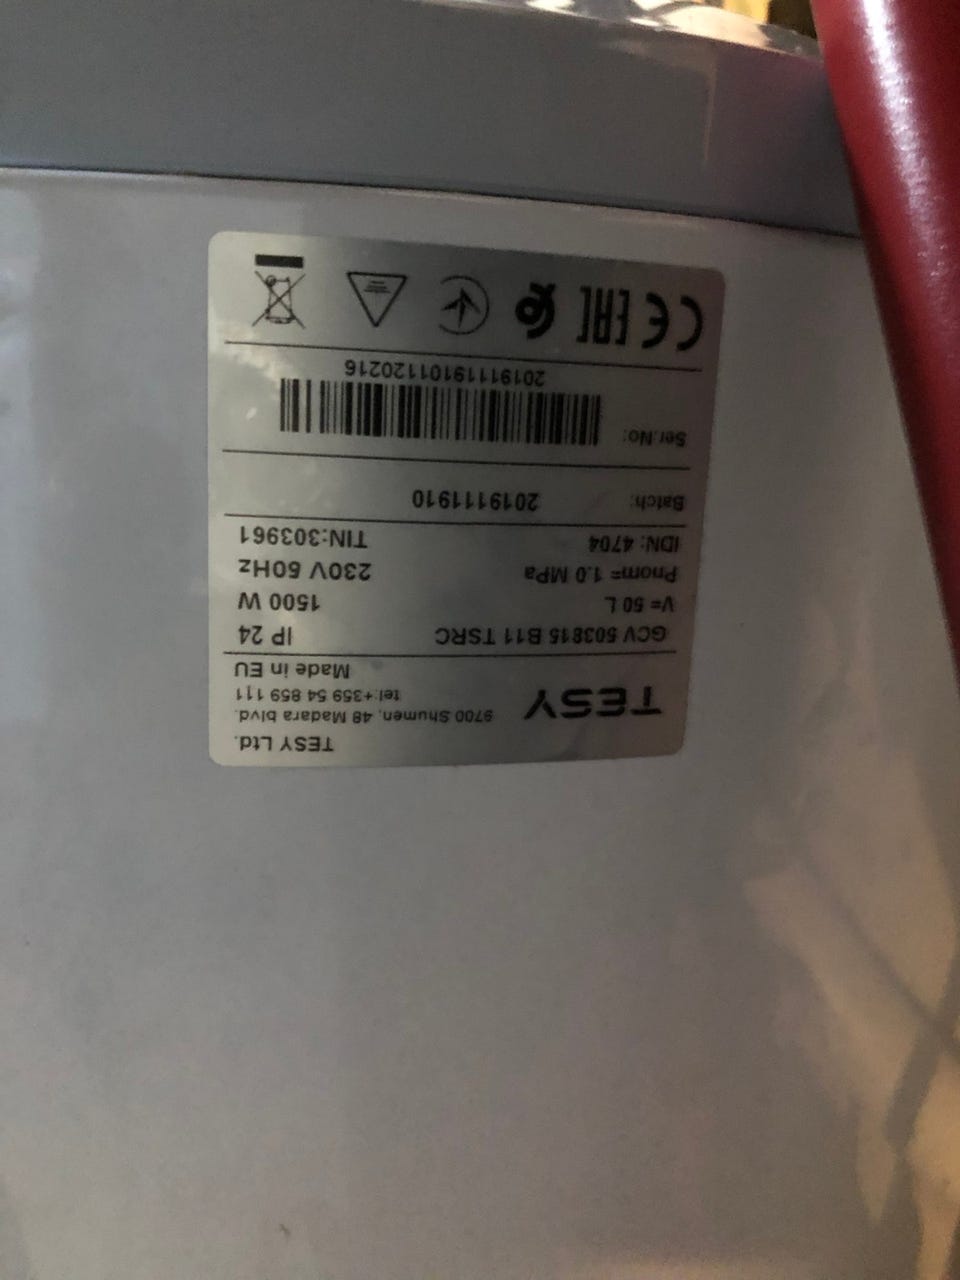 TESY
TESY Ltd.
9700 Shumen, 48 Madara blvd.
tel:+359 54 859 111
Made in EU
GCV 503815 B11 TSRC IP 24
V= 50 L 1500 W
Pnom= 1.0 MPa 230V 50Hz
IDN: 4704 TIN:303961
Batch: 2019111910
Ser.No:
20191119101120216
CE EAC